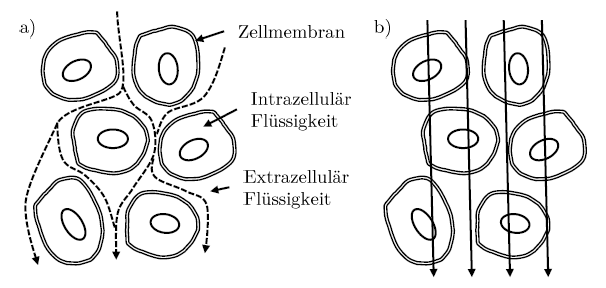 a)
Zellmembran
Intrazellulär
Flüssigkeit
Extrazellulär
Flüssigkeit
b)